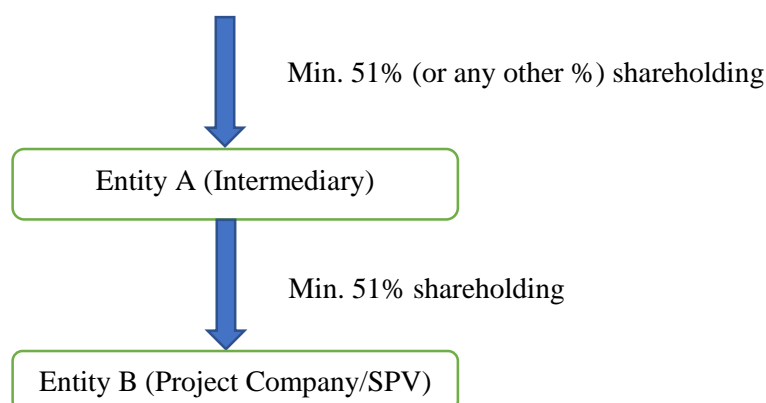 Min. 51% (or any other %) shareholding
Entity A (Intermediary)
Min. 51% shareholding
Entity B (Project Company/SPV)